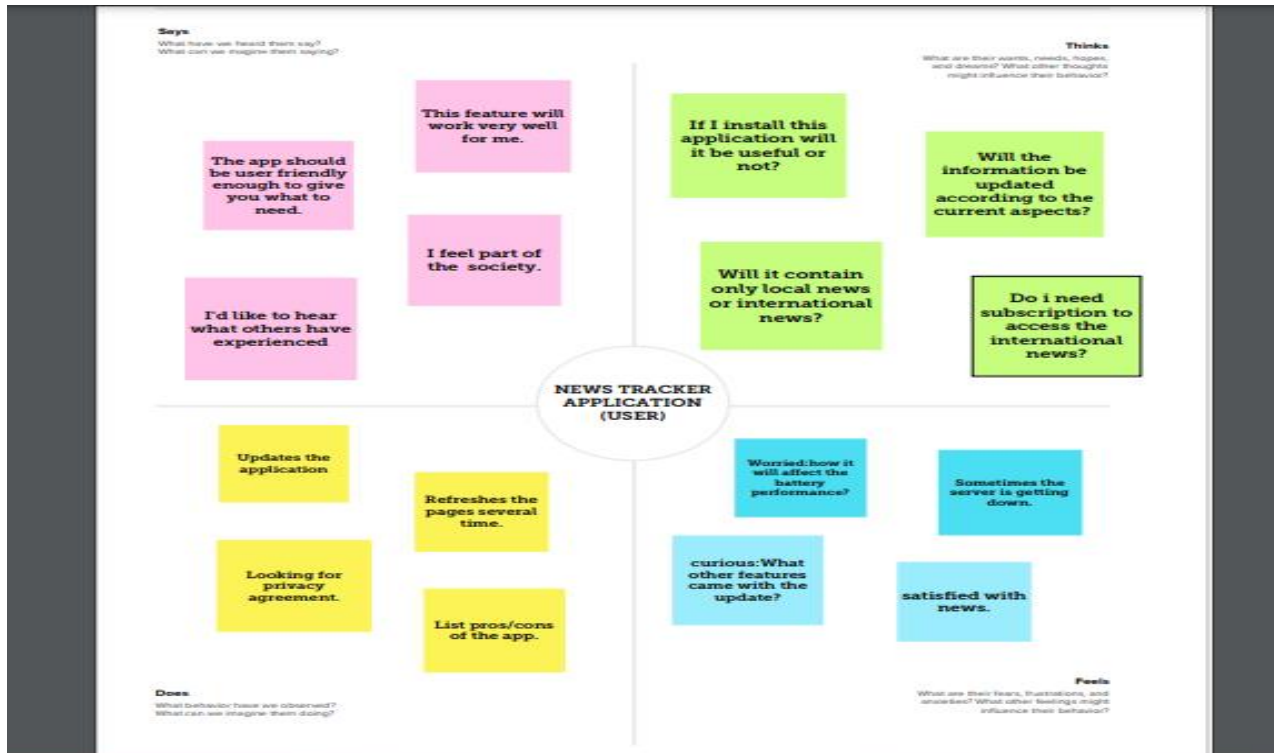 Says
What have we heard them say?
What can we imagine them saying?
This feature will
work very well
for me.
The app should
be user friendly
enough to give
you what to
need.
I feel part of
the society.
I'd like to hear
what others have
experienced
Thinks
What are their wants, needs, hopes,
and dreams? What other thoughts
might influence their behavior?
If I install this
application will
it be useful or
not?
Will the
information be
updated
according to the
current aspects?
Will it contain
only local news
or international
news?
Do i need
subscription to
access the
international
news?
NEWS TRACKER
APPLICATION
(USER)
Updates the
application
Refreshes the
pages several
time.
Looking for
privacy
agreement.
List pros/cons
of the app.
Does
What behavior have we observed?
What can we imagine them doing?
Worried:how it
will affect the
battery
performance?
Sometimes the
server is getting
down.
curious:What
other features
came with the
update?
satisfied with
news.
Feels
What are their fears, frustrations, and
anxieties? What other feelings might
influence their behavior?